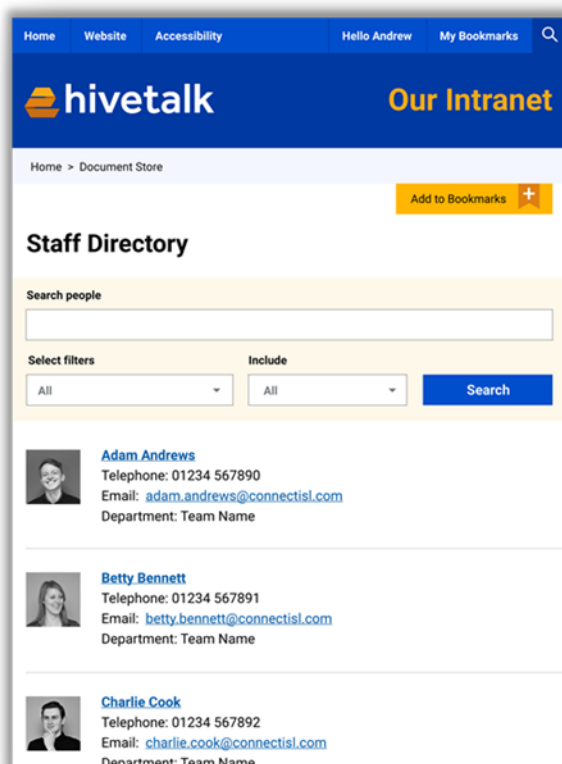 Home Website Accessibility Hello Andrew My Bookmarks
hivetalk Our Intranet
Home > Document Store
Add to Bookmarks
Staff Directory
Search people
Select filters Include
All All Search
Adam Andrews
Telephone: 01234 567890
Email: adam.andrews@connectisl.com
Department: Team Name
Betty Bennett
Telephone: 01234 567891
Email: betty.bennett@connectisl.com
Department: Team Name
Charlie Cook
Telephone: 01234 567892
Email: charlie.cook@connectisl.com
Department: Team Name